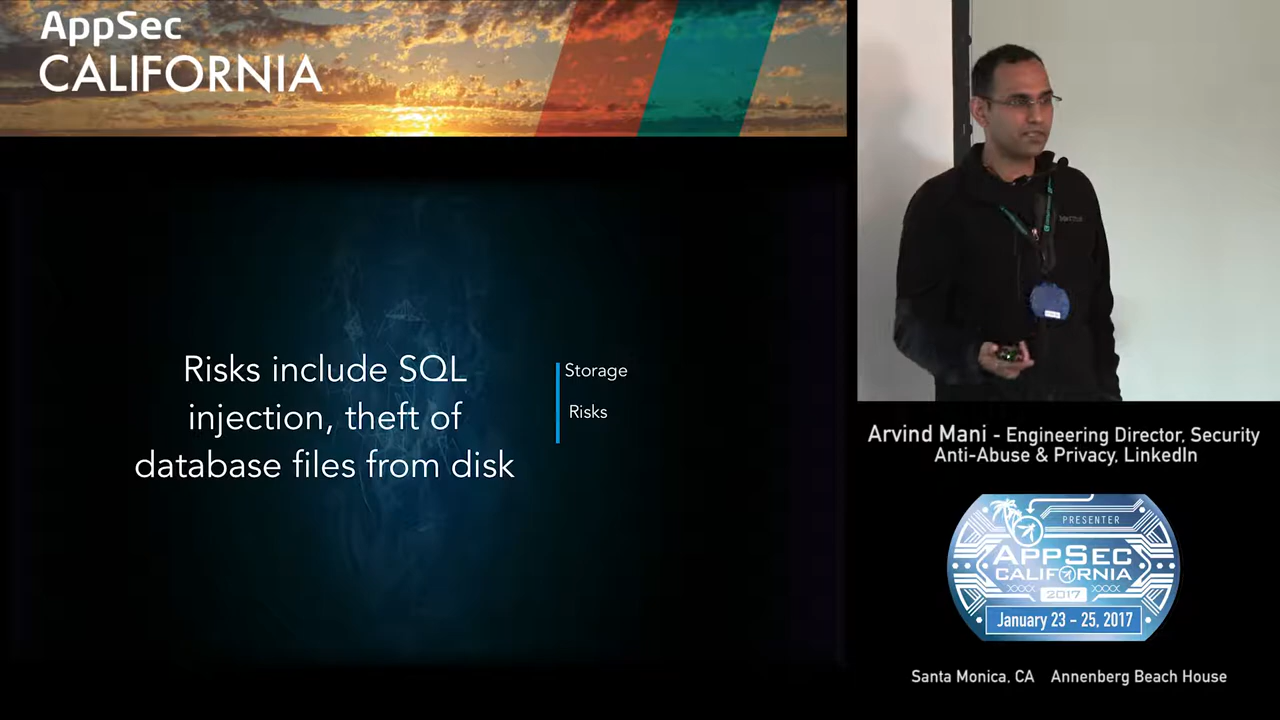 AppSec
CALIFORNIA
Risks include SQL
injection, theft of
database files from disk
Storage
Risks
Arvind Mani - Engineering Director, Security
Anti-Abuse & Privacy, LinkedIn
PRESENTER
APPSEC
CALIFORNIA
2017
January 23 - 25, 2017
Santa Monica, CA Annenberg Beach House